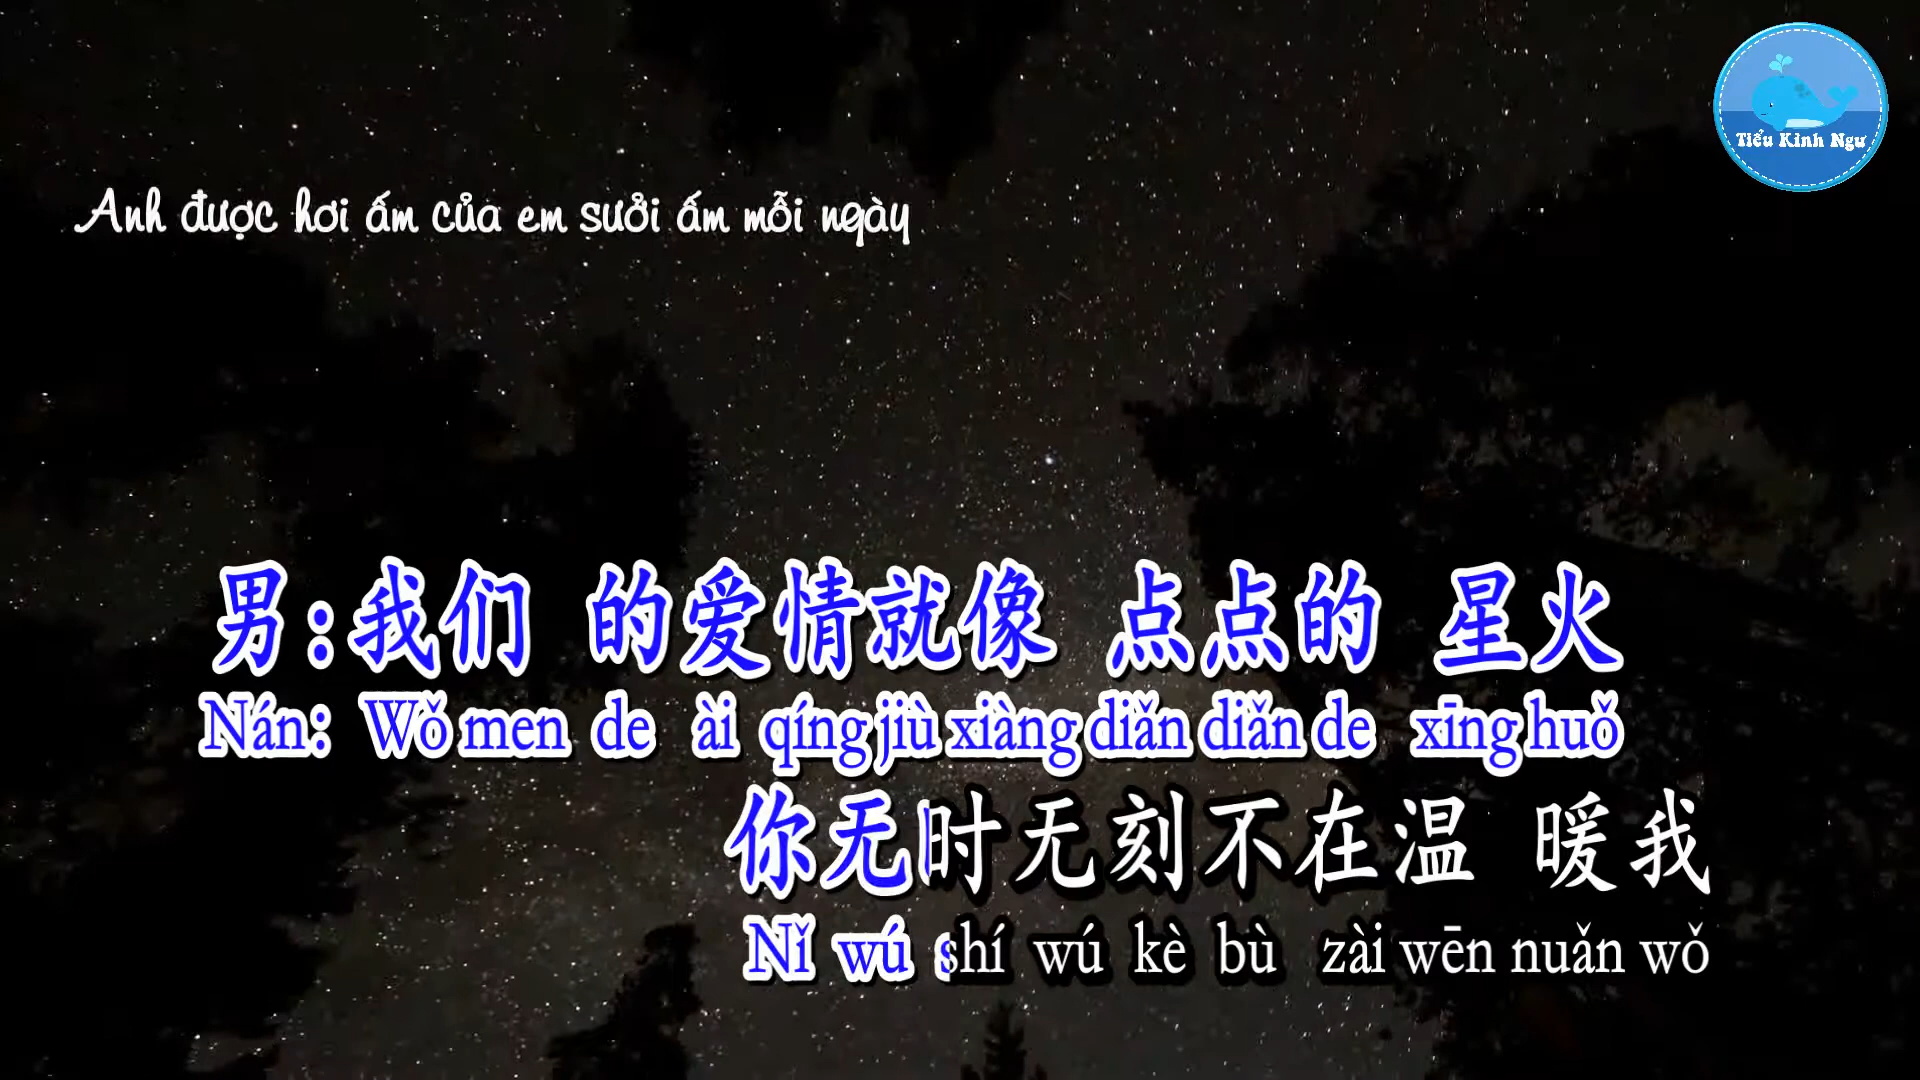 Tiểu Kình Ngư
Anh được hơi ấm của em sưởi ấm mỗi ngày
男:我们 的爱情就像 点点的 星火
Nán: Wǒ men de ài qíng jiù xiàng diǎn diǎn de xīng huǒ
你无时无刻不在温 暖我
Nǐ wú shí wú kè bù zài wēn nuǎn wǒ